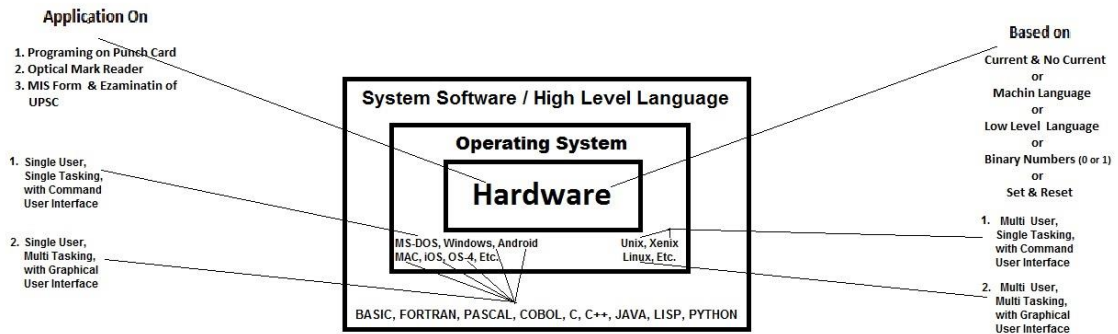 Application On
1. Programing on Punch Card
2. Optical Mark Reader
3. MIS Form & Ezaminatin of
UPSC
1. Single User,
Single Tasking,
with Command
User Interface
2. Single User,
Multi Tasking,
with Graphical
User Interface
System Software / High Level Language
Operating System
Hardware
MS-DOS, Windows, Android
MAC, iOS, OS-4, Etc.
Unix, Xenix
Linux, Etc.
BASIC, FORTRAN, PASCAL, COBOL, C, C++, JAVA, LISP, PYTHON
Based on
Current & No Current
or
Machin Language
or
Low Level Language
or
Binary Numbers (0 or 1)
or
Set & Reset
1. Multi User,
Single Tasking,
with Command
User Interface
2. Multi User,
Multi Tasking,
with Graphical
User Interface